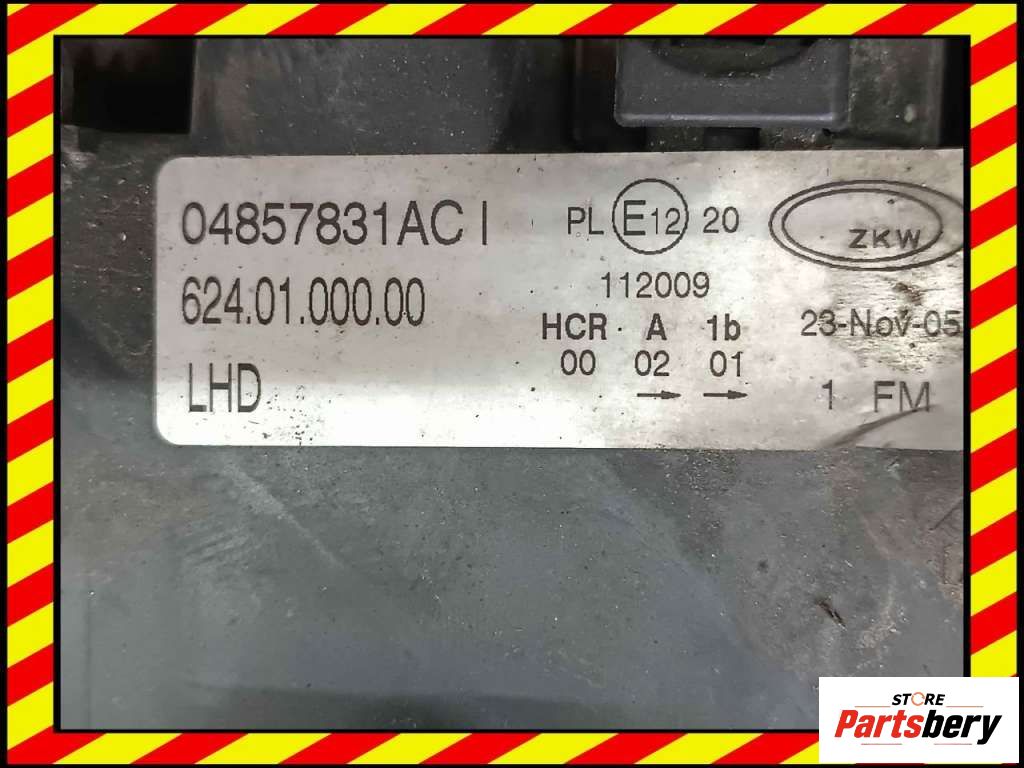 04857831AC I
624.01.000.00
LHD
PL E12 20
112009
HCR A 1b
00 02 01
→ →
ZKW
23-Nov-05
1 FM
STORE
Partsbery